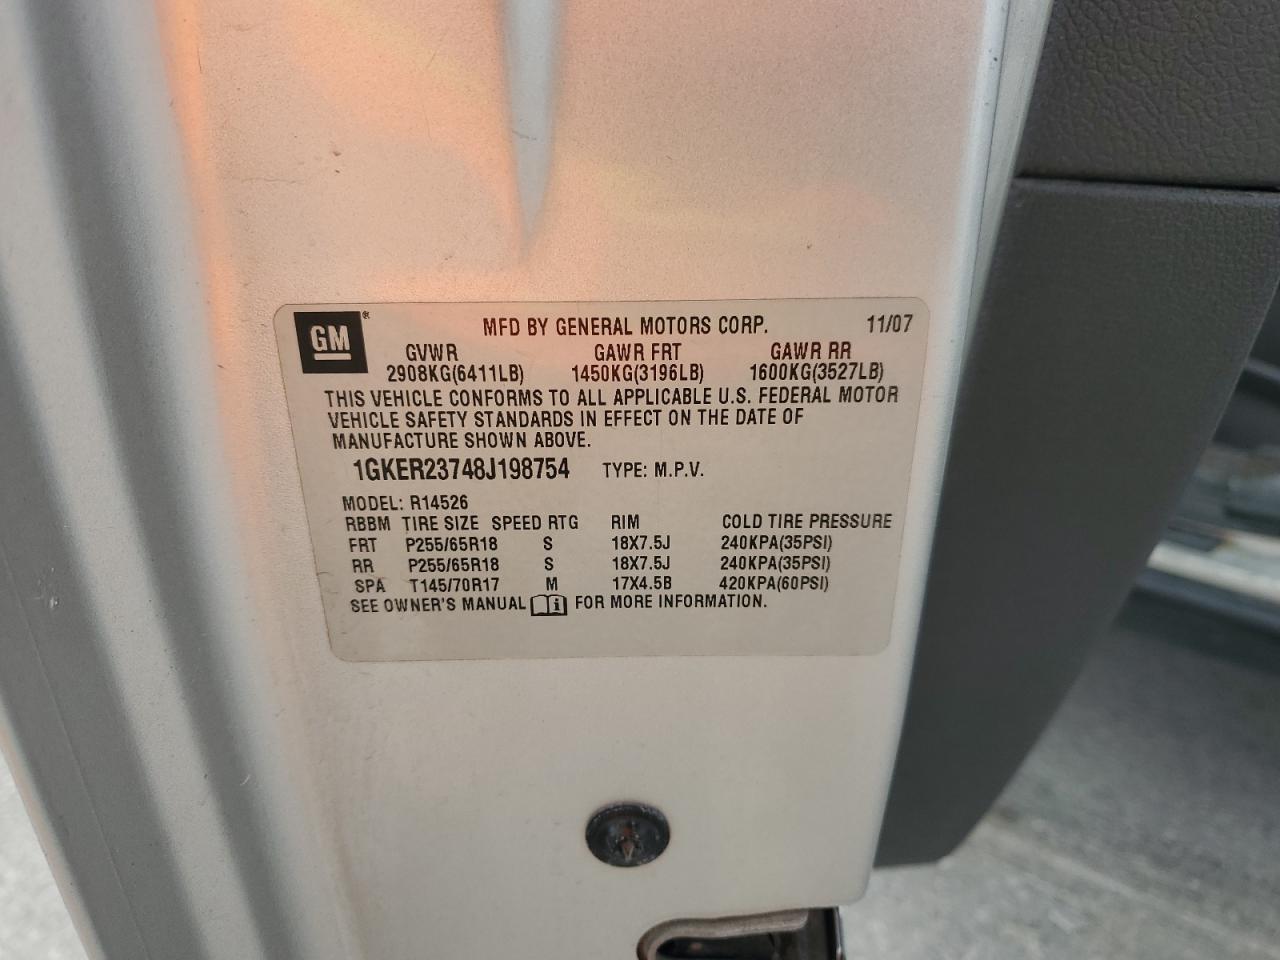 GM ® MFD BY GENERAL MOTORS CORP. 11/07
GVWR GAWR FRT GAWR RR
2908KG(6411LB) 1450KG(3196LB) 1600KG(3527LB)
THIS VEHICLE CONFORMS TO ALL APPLICABLE U.S. FEDERAL MOTOR
VEHICLE SAFETY STANDARDS IN EFFECT ON THE DATE OF
MANUFACTURE SHOWN ABOVE.
1GKER23748J198754 TYPE: M.P.V.
MODEL: R14526
RBBM TIRE SIZE SPEED RTG RIM COLD TIRE PRESSURE
FRT P255/65R18 S 18X7.5J 240KPA(35PSI)
RR P255/65R18 S 18X7.5J 240KPA(35PSI)
SPA T145/70R17 M 17X4.5B 420KPA(60PSI)
SEE OWNER'S MANUAL i FOR MORE INFORMATION.